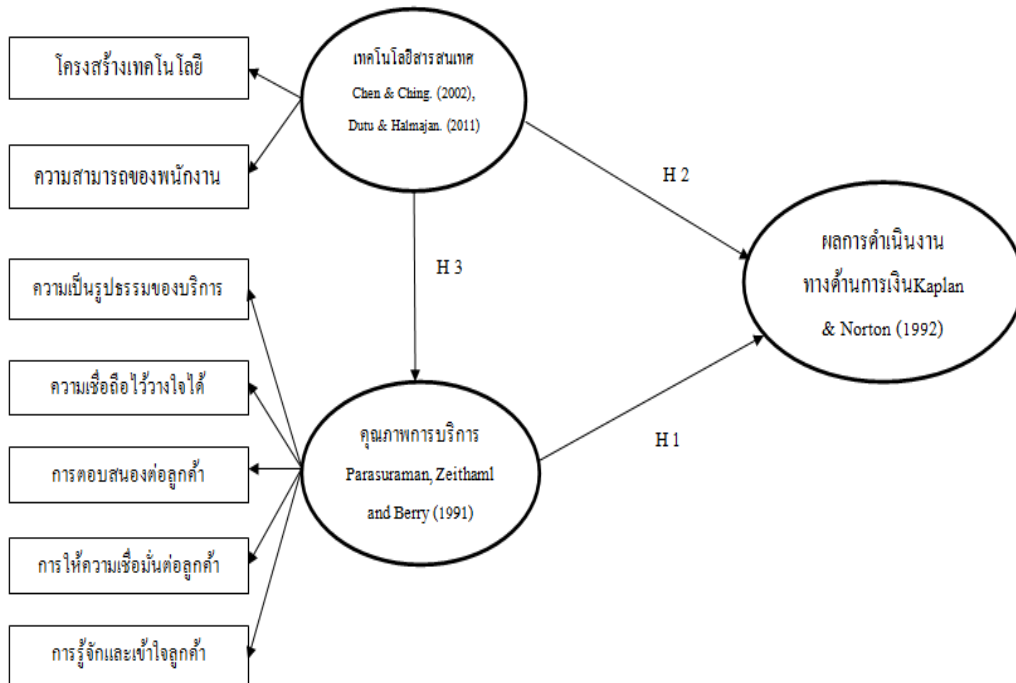 โครงสร้างเทคโนโลยี
ความสามารถของพนักงาน
เทคโนโลยีสารสนเทศ
Chen & Ching. (2002),
Dutu & Halmajan. (2011)
H 2
H 3
ผลการดำเนินงาน
ทางด้านการเงินKaplan
& Norton (1992)
ความเป็นรูปธรรมของบริการ
ความเชื่อถือไว้วางใจได้
การตอบสนองต่อลูกค้า
การให้ความเชื่อมั่นต่อลูกค้า
การรู้จักและเข้าใจลูกค้า
คุณภาพการบริการ
Parasuraman, Zeithaml
and Berry (1991)
H 1